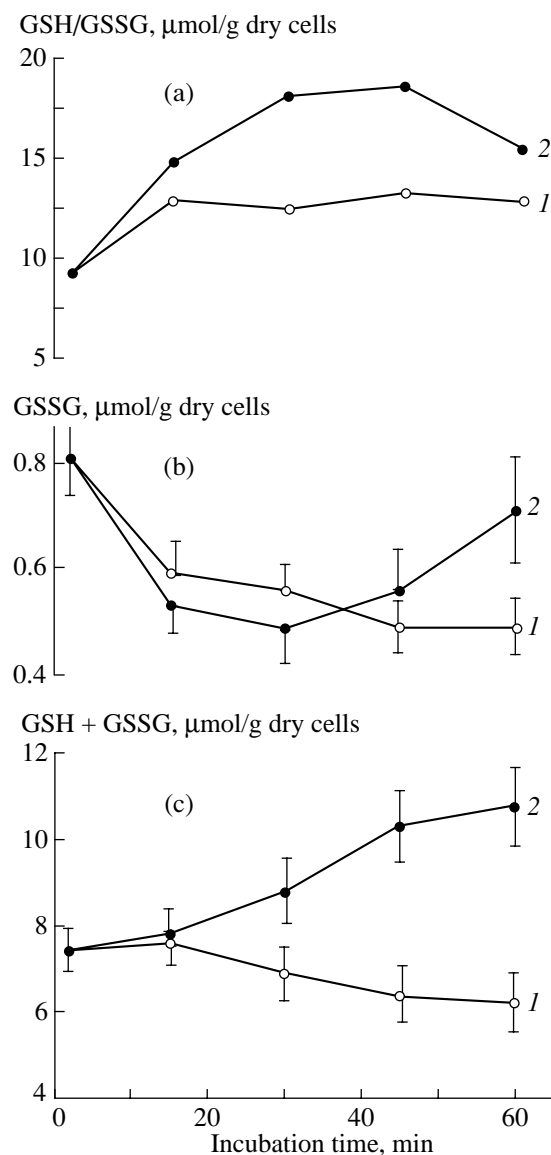 GSH/GSSG, μmol/g dry cells
20
(a)
2
15
1
10
5
GSSG, μmol/g dry cells
0.8
(b)
2
0.6
1
0.4
GSH + GSSG, μmol/g dry cells
12
(c)
2
10
8
6
1
4
0 20 40 60
Incubation time, min